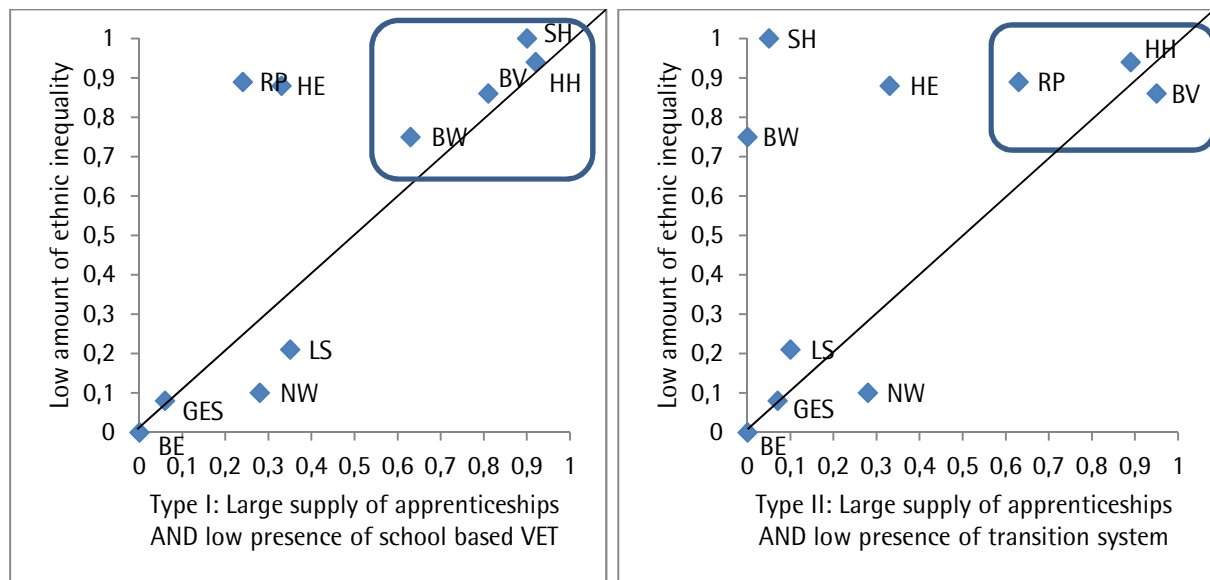 Low amount of ethnic inequality
1
0,9
0,8
0,7
0,6
0,5
0,4
0,3
0,2
0,1
0
SH
RP
HE
BV
HH
BW
LS
NW
GES
BE
0 0,1 0,2 0,3 0,4 0,5 0,6 0,7 0,8 0,9 1
Type I: Large supply of apprenticeships
AND low presence of school based VET
Low amount of ethnic inequality
1
0,9
0,8
0,7
0,6
0,5
0,4
0,3
0,2
0,1
0
SH
HH
HE
RP
BV
BW
LS
NW
GES
BE
0 0,1 0,2 0,3 0,4 0,5 0,6 0,7 0,8 0,9 1
Type II: Large supply of apprenticeships
AND low presence of transition system